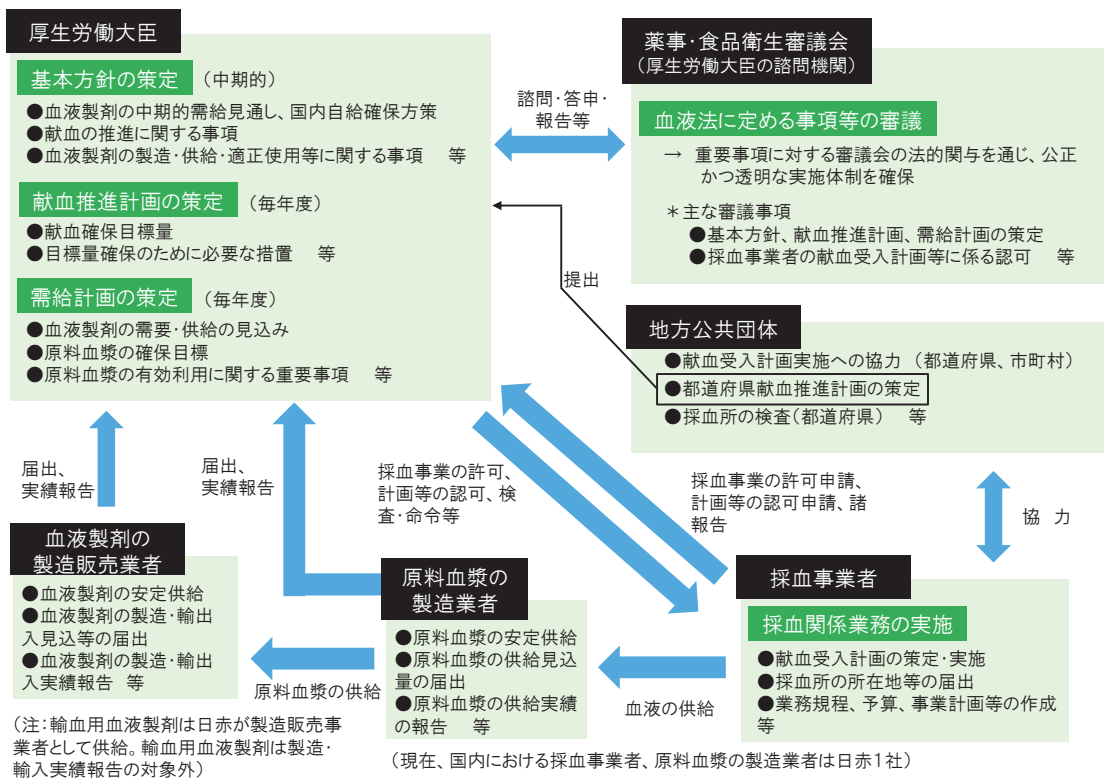 厚生労働大臣
基本方針の策定 （中期的）
●血液製剤の中期的需給見通し、国内自給確保方策
●献血の推進に関する事項
●血液製剤の製造・供給・適正使用等に関する事項　等
献血推進計画の策定 （毎年度）
●献血確保目標量
●目標量確保のために必要な措置　等
需給計画の策定 （毎年度）
●血液製剤の需要・供給の見込み
●原料血漿の確保目標
●原料血漿の有効利用に関する重要事項　等
諮問・答申・
報告等
薬事・食品衛生審議会
（厚生労働大臣の諮問機関）
血液法に定める事項等の審議
→ 重要事項に対する審議会の法的関与を通じ、公正
かつ透明な実施体制を確保
＊主な審議事項
●基本方針、献血推進計画、需給計画の策定
●採血事業者の献血受入計画等に係る認可　等
提出
地方公共団体
●献血受入計画実施への協力 （都道府県、市町村）
●都道府県献血推進計画の策定
●採血所の検査（都道府県）　等
届出、
実績報告
届出、
実績報告
採血事業の許可、
計画等の認可、検
査・命令等
採血事業の許可申請、
計画等の認可申請、諸
報告
協 力
血液製剤の
製造販売業者
●血液製剤の安定供給
●血液製剤の製造・輸出
入見込等の届出
●血液製剤の製造・輸出
入実績報告 等
原料血漿の供給
原料血漿の
製造業者
●原料血漿の安定供給
●原料血漿の供給見込
量の届出
●原料血漿の供給実績
の報告　等
血液の供給
採血事業者
採血関係業務の実施
●献血受入計画の策定・実施
●採血所の所在地等の届出
●業務規程、予算、事業計画等の作成
等
（注：輸血用血液製剤は日赤が製造販売事
業者として供給。輸血用血液製剤は製造・
輸入実績報告の対象外）
（現在、国内における採血事業者、原料血漿の製造業者は日赤１社）